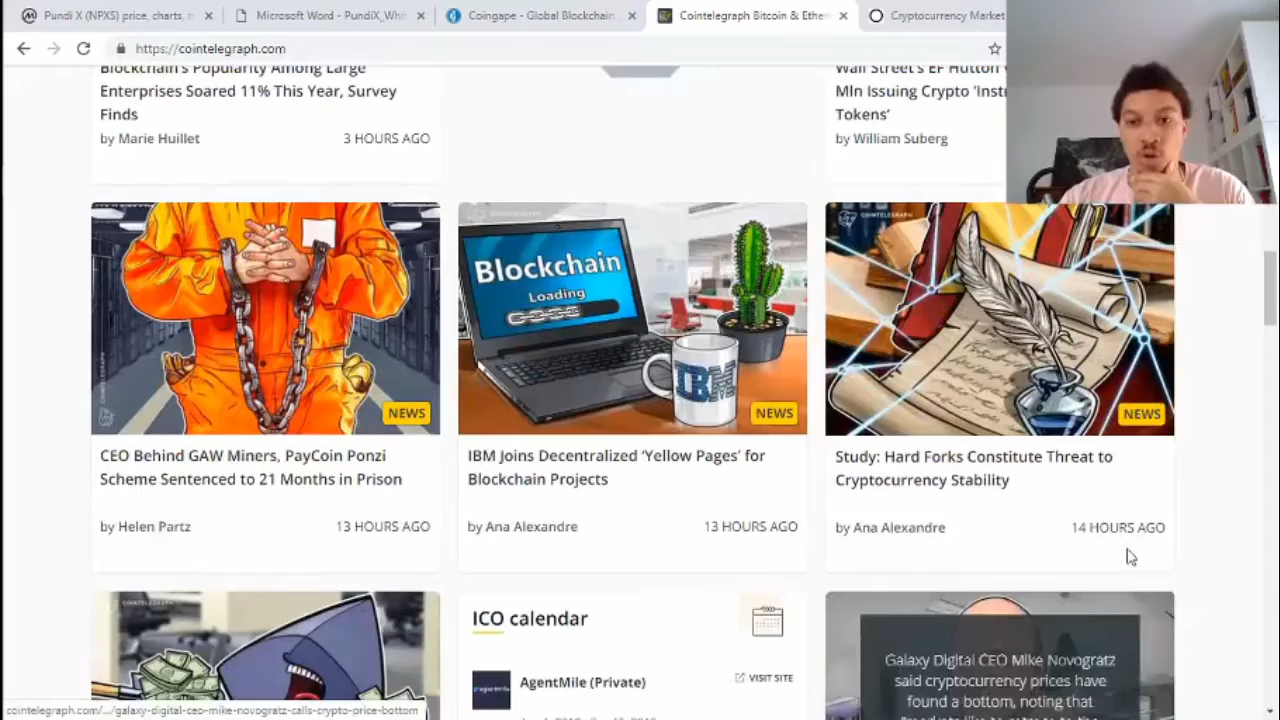 Pundi X (NPXS) price, charts, m
Microsoft Word - PundiX_Whi
Coingape - Global Blockchain
Cointelegraph Bitcoin & Ether
Cryptocurrency Market
https://cointelegraph.com
Blockchain's Popularity Among Large
Enterprises Soared 11% This Year, Survey
Finds
by Marie Huillet
3 HOURS AGO
Wall Street's EF Hutton
Mln Issuing Crypto 'Inst
Tokens'
by William Suberg
Blockchain
Loading
IBM
COINTELEGRAPH
COINTELEGRAPH
NEWS
NEWS
NEWS
CEO Behind GAW Miners, PayCoin Ponzi
Scheme Sentenced to 21 Months in Prison
by Helen Partz
13 HOURS AGO
IBM Joins Decentralized 'Yellow Pages' for
Blockchain Projects
by Ana Alexandre
13 HOURS AGO
Study: Hard Forks Constitute Threat to
Cryptocurrency Stability
by Ana Alexandre
14 HOURS AGO
COINTELEGRAPH
ICO calendar
AgentMile (Private)
VISIT SITE
Galaxy Digital CEO Mike Novogratz
said cryptocurrency prices have
found a bottom, noting that
cointelegraph.com/.../galaxy-digital-ceo-mike-novogratz-calls-crypto-price-bottom